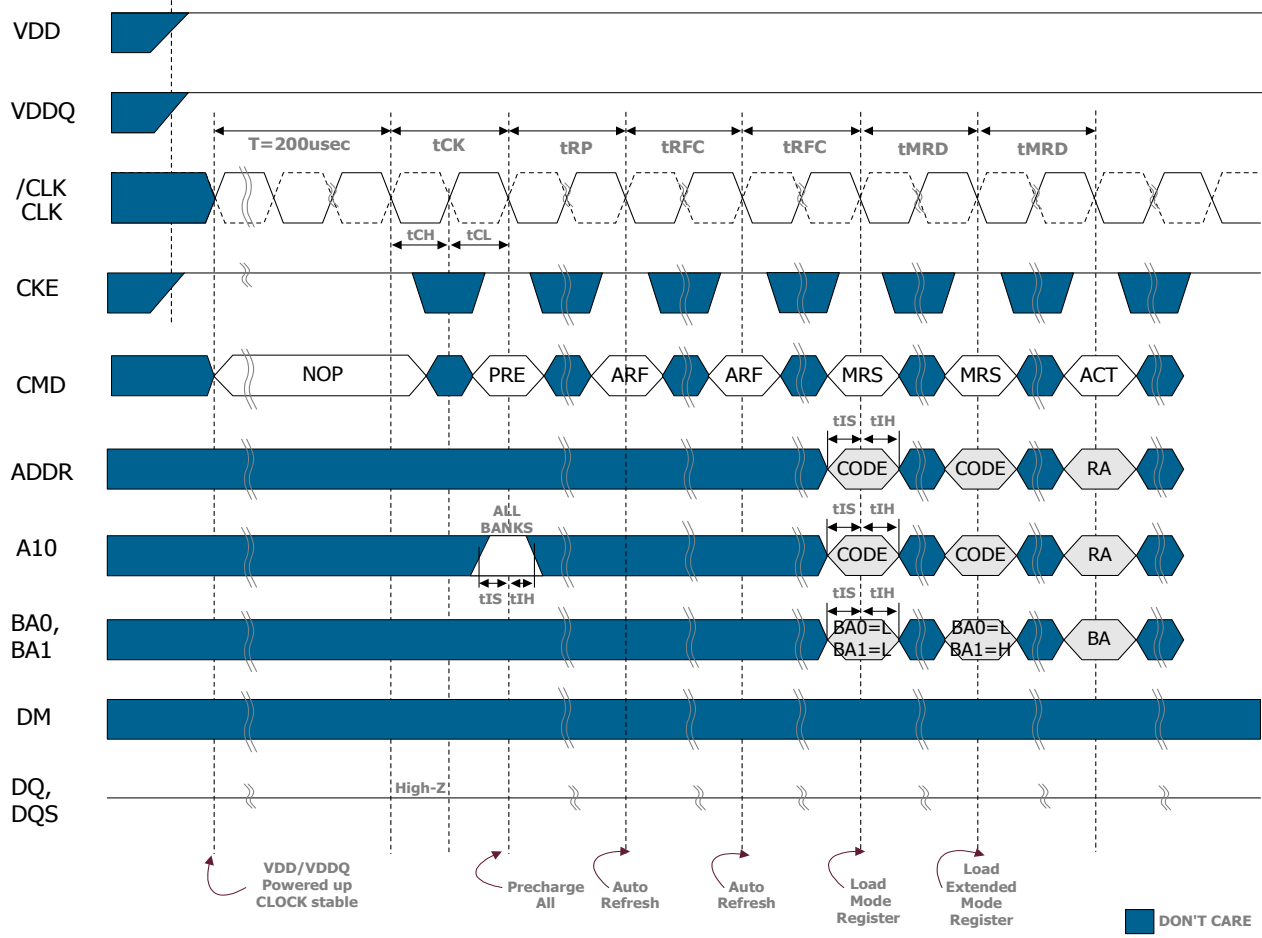 VDD
VDDQ
T=200usec tCK tRP tRFC tRFC tMRD tMRD
/CLK
CLK
tCH tCL
CKE
CMD NOP PRE ARF ARF MRS MRS ACT
tIS tIH
ADDR CODE CODE RA
ALL
BANKS
tIS tIH
A10 CODE CODE RA
tIS tIH
tIS tIH
BA0,
BA1
BA0=L
BA1=L
BA0=L
BA1=H
BA
DM
DQ,
DQS
High-Z
VDD/VDDQ
Powered up
CLOCK stable
Precharge
All
Auto
Refresh
Auto
Refresh
Load
Mode
Register
Load
Extended
Mode
Register
DON'T CARE